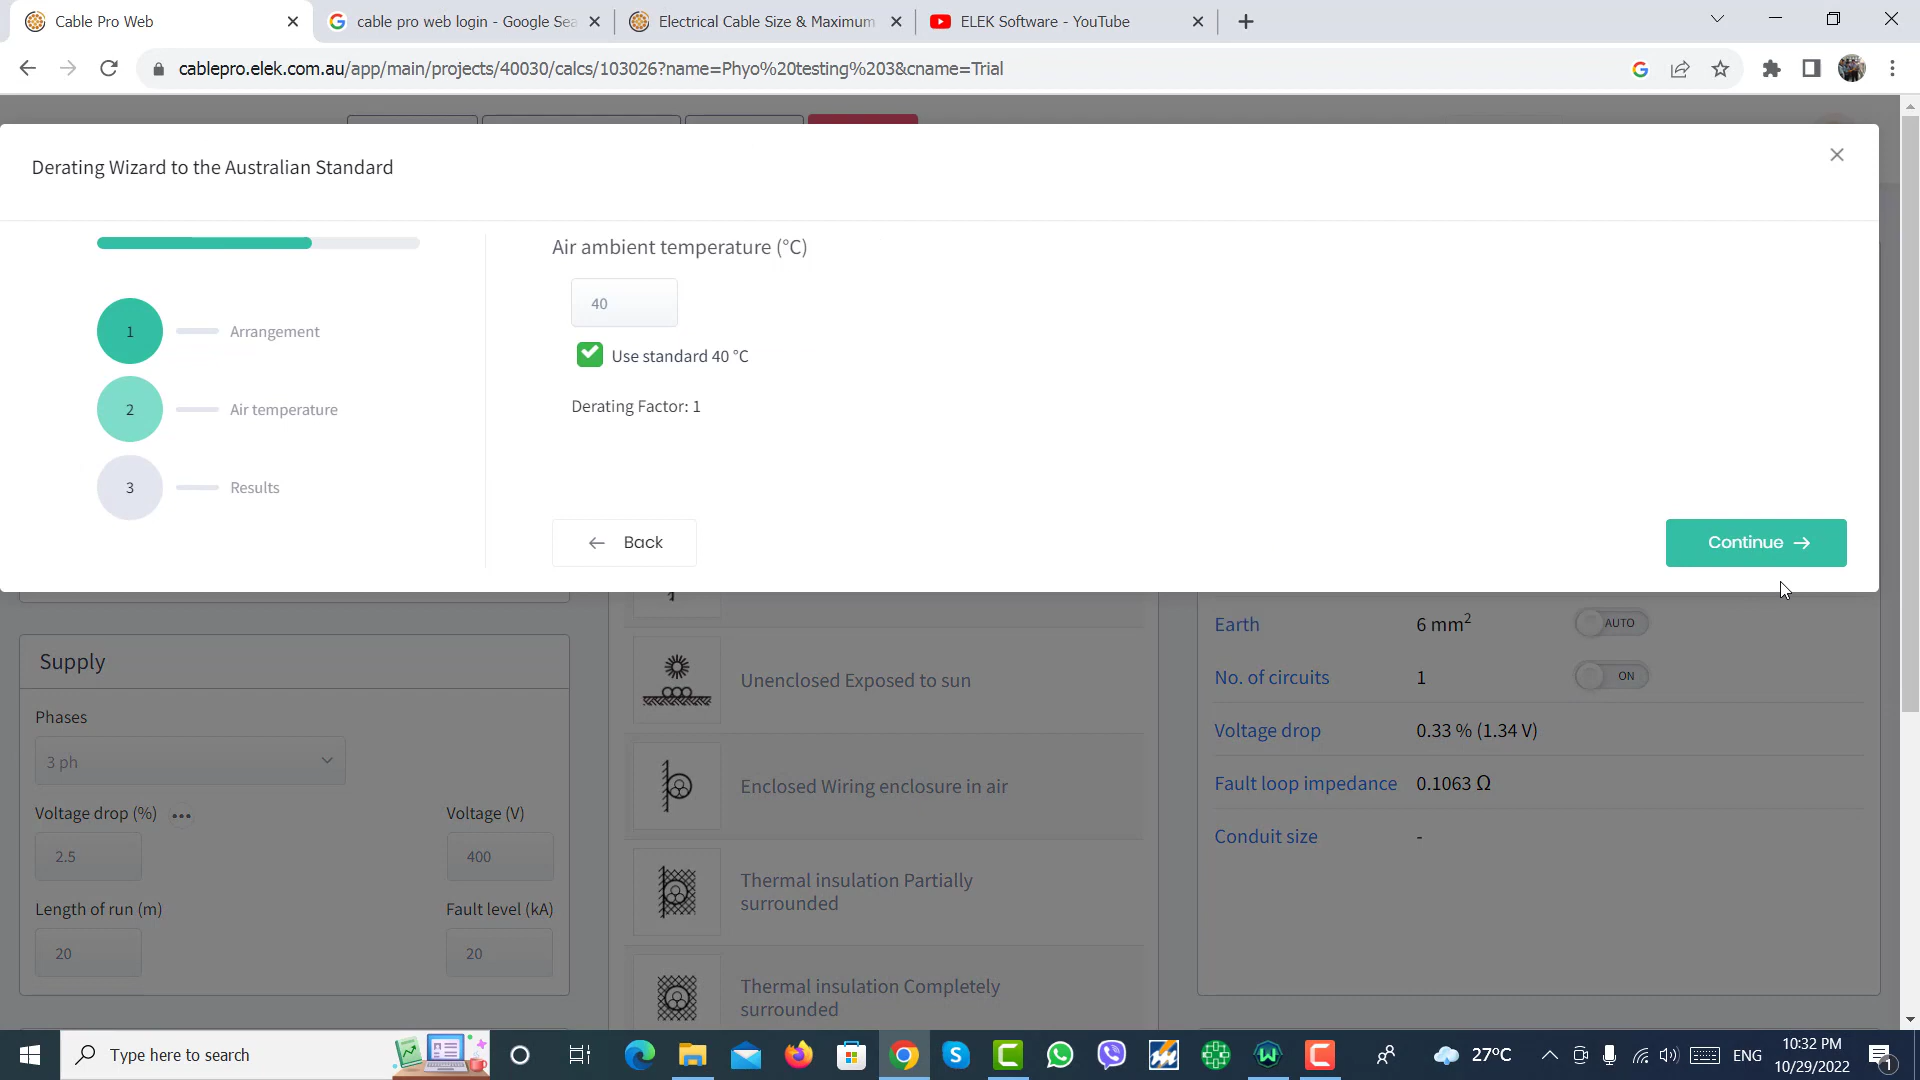 Cable Pro Web
cable pro web login - Google Sea
Electrical Cable Size & Maximum
ELEK Software - YouTube
cablepro.elek.com.au/app/main/projects/40030/calcs/103026?name=Phyo%20testing%203&cname=Trial
Derating Wizard to the Australian Standard
Air ambient temperature (°C)
40
Use standard 40 °C
Derating Factor: 1
1 Arrangement
2 Air temperature
3 Results
Back
Continue
Supply
Phases
3 ph
Voltage drop (%)
Voltage (V)
2.5
400
Length of run (m)
Fault level (kA)
20
20
Unenclosed Exposed to sun
Enclosed Wiring enclosure in air
Thermal insulation Partially
surrounded
Thermal insulation Completely
surrounded
Earth 6 mm² AUTO
No. of circuits 1 ON
Voltage drop 0.33 % (1.34 V)
Fault loop impedance 0.1063 Ω
Conduit size -
Type here to search
27°C
ENG
10:32 PM
10/29/2022
1